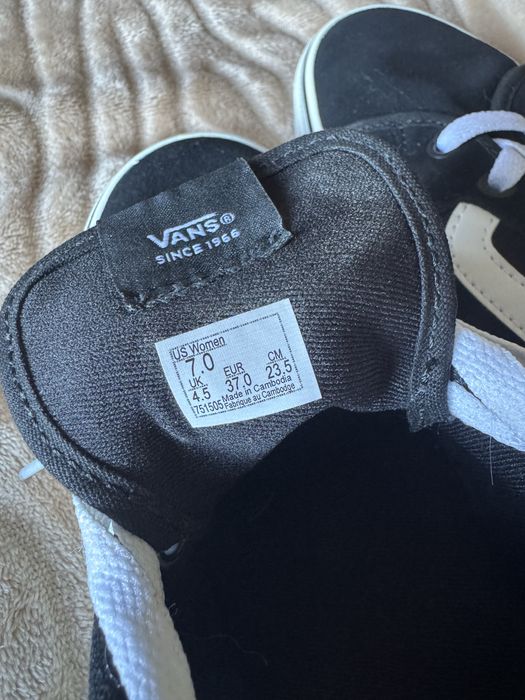 VANS®
SINCE 1966
US Women
7.0
UK EUR CM
4.5 37.0 23.5
751505 Made in Cambodia
Fabrique au Cambodge